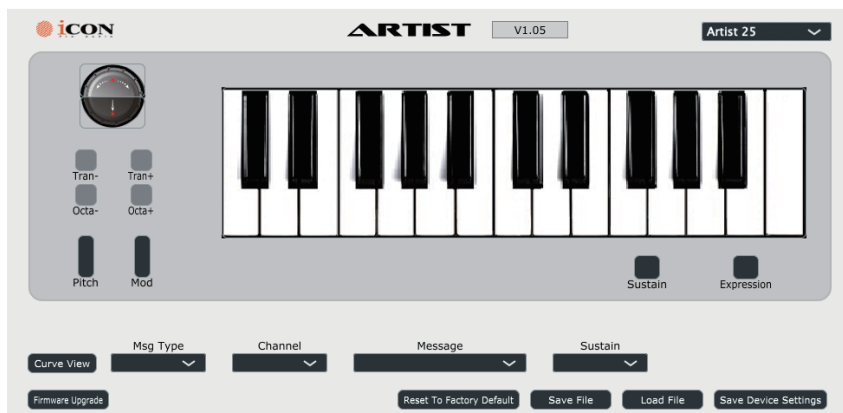 iCON
ARTIST
V1.05
Artist 25
Tran-
Tran+
Octa-
Octa+
Pitch
Mod
Sustain
Expression
Msg Type
Channel
Message
Sustain
Curve View
Firmware Upgrade
Reset To Factory Default
Save File
Load File
Save Device Settings